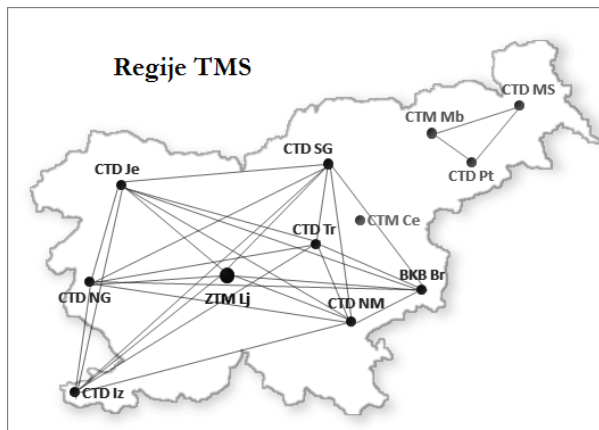 Regije TMS
CTD MS
CTM Mb
CTD SG
CTD Pt
CTD Je
CTM Ce
CTD Tr
BKB Br
CTD NG
ZTM Lj
CTD NM
CTD Iz